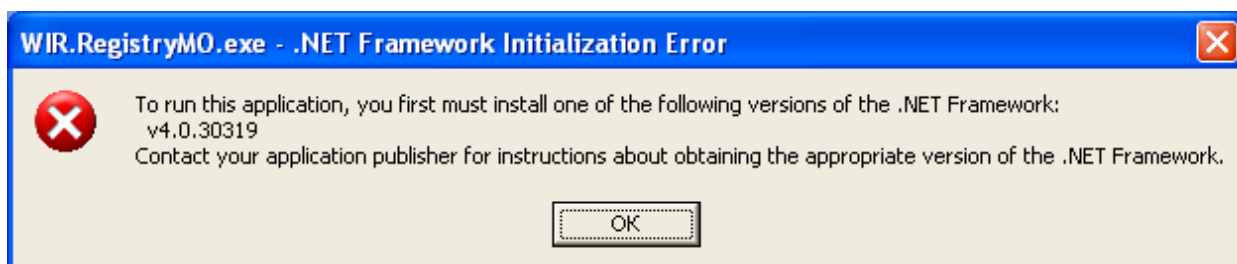 WIR.RegistryMO.exe - .NET Framework Initialization Error
To run this application, you first must install one of the following versions of the .NET Framework:
v4.0.30319
Contact your application publisher for instructions about obtaining the appropriate version of the .NET Framework.
OK